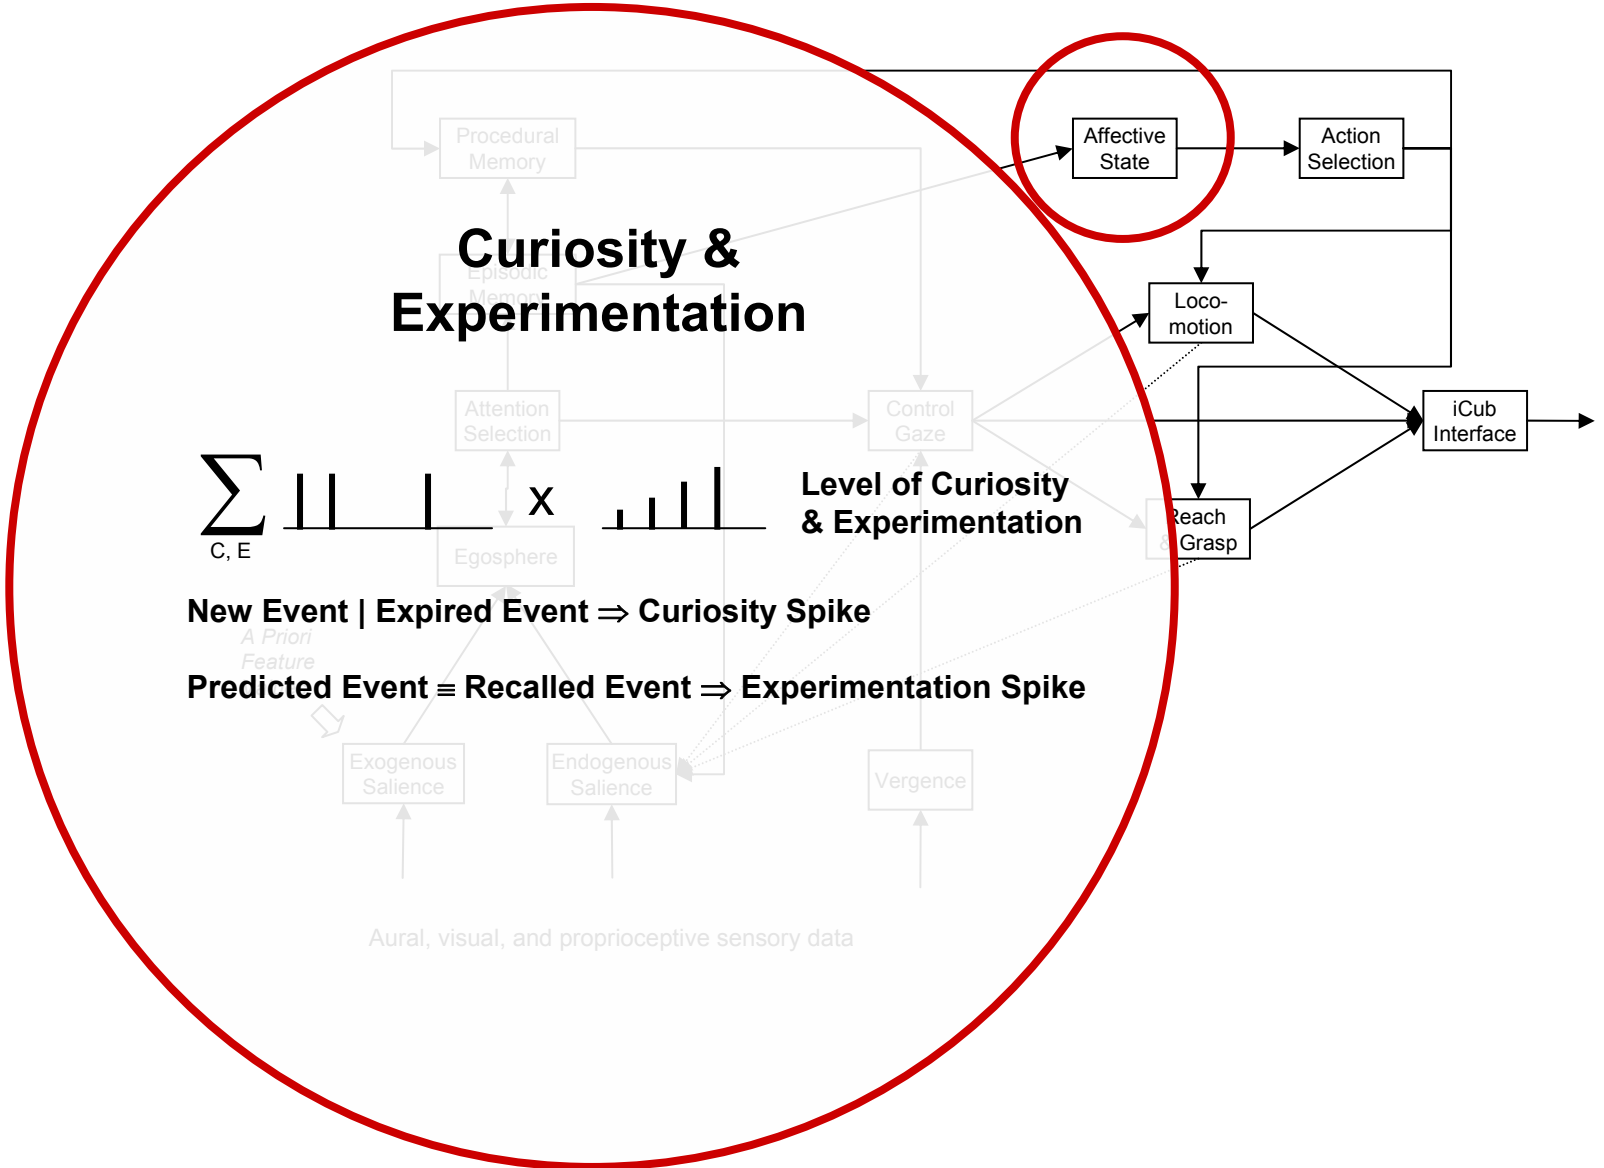 Procedural
Memory
Affective
State
Action
Selection
Curiosity &
Experimentation
Episodic
Memory
Loco-
motion
Attention
Selection
Control
Gaze
iCub
Interface
∑
C, E
x
Level of Curiosity
& Experimentation
Reach
& Grasp
Egosphere
New Event | Expired Event ⇒ Curiosity Spike
A Priori
Feature
Predicted Event ≡ Recalled Event ⇒ Experimentation Spike
Exogenous
Salience
Endogenous
Salience
Vergence
Aural, visual, and proprioceptive sensory data